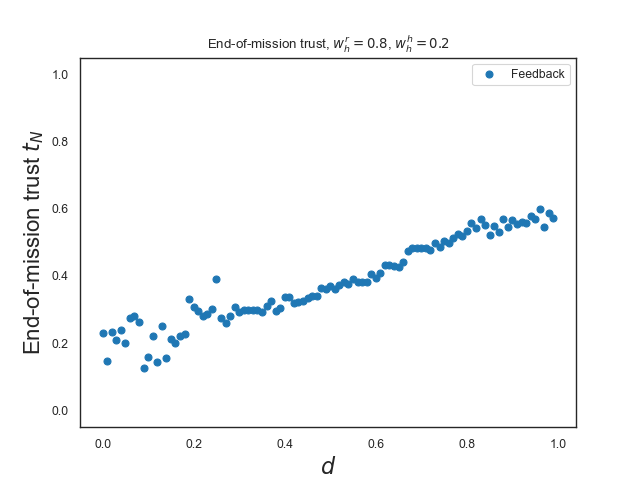 End-of-mission trust, $w_h^r = 0.8$, $w_h^h = 0.2$
Feedback
1.0
0.8
0.6
0.4
0.2
0.0
End-of-mission trust $t_N$
0.0 0.2 0.4 0.6 0.8 1.0
d